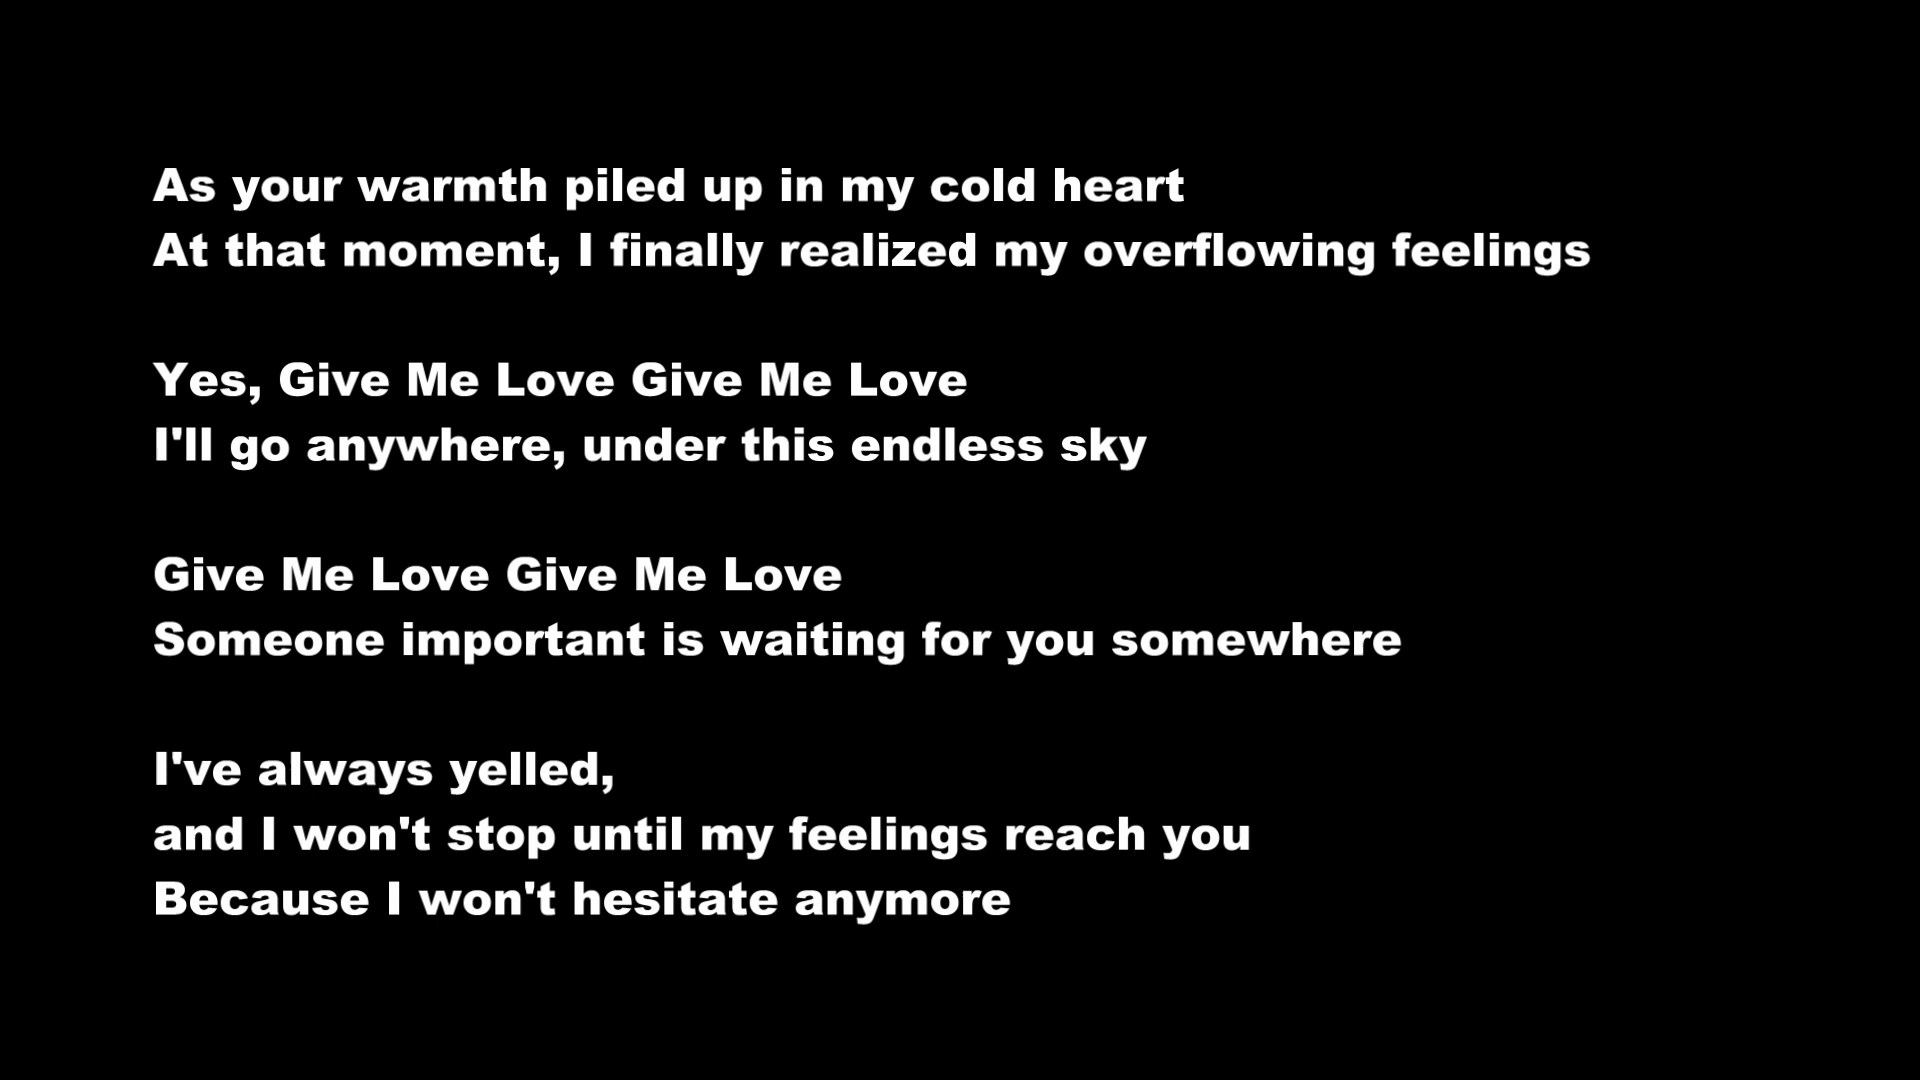 As your warmth piled up in my cold heart
At that moment, I finally realized my overflowing feelings
Yes, Give Me Love Give Me Love
I'll go anywhere, under this endless sky
Give Me Love Give Me Love
Someone important is waiting for you somewhere
I've always yelled,
and I won't stop until my feelings reach you
Because I won't hesitate anymore